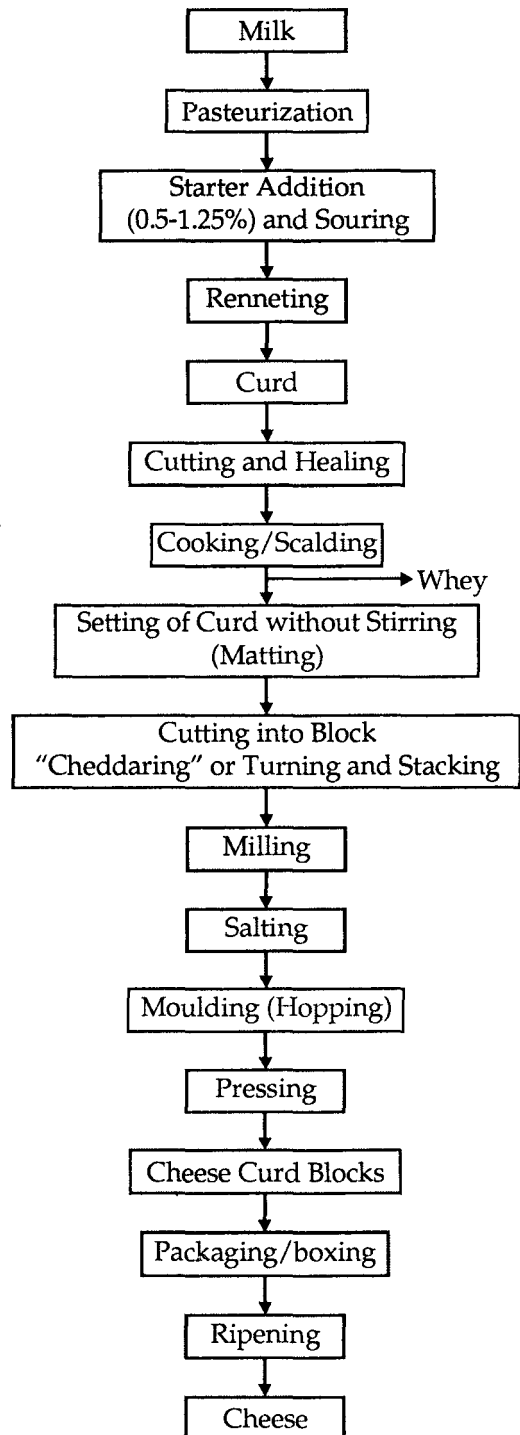 Milk
Pasteurization
Starter Addition
(0.5-1.25%) and Souring
Renneting
Curd
Cutting and Healing
Cooking/Scalding
Whey
Setting of Curd without Stirring
(Matting)
Cutting into Block
"Cheddaring" or Turning and Stacking
Milling
Salting
Moulding (Hopping)
Pressing
Cheese Curd Blocks
Packaging/boxing
Ripening
Cheese